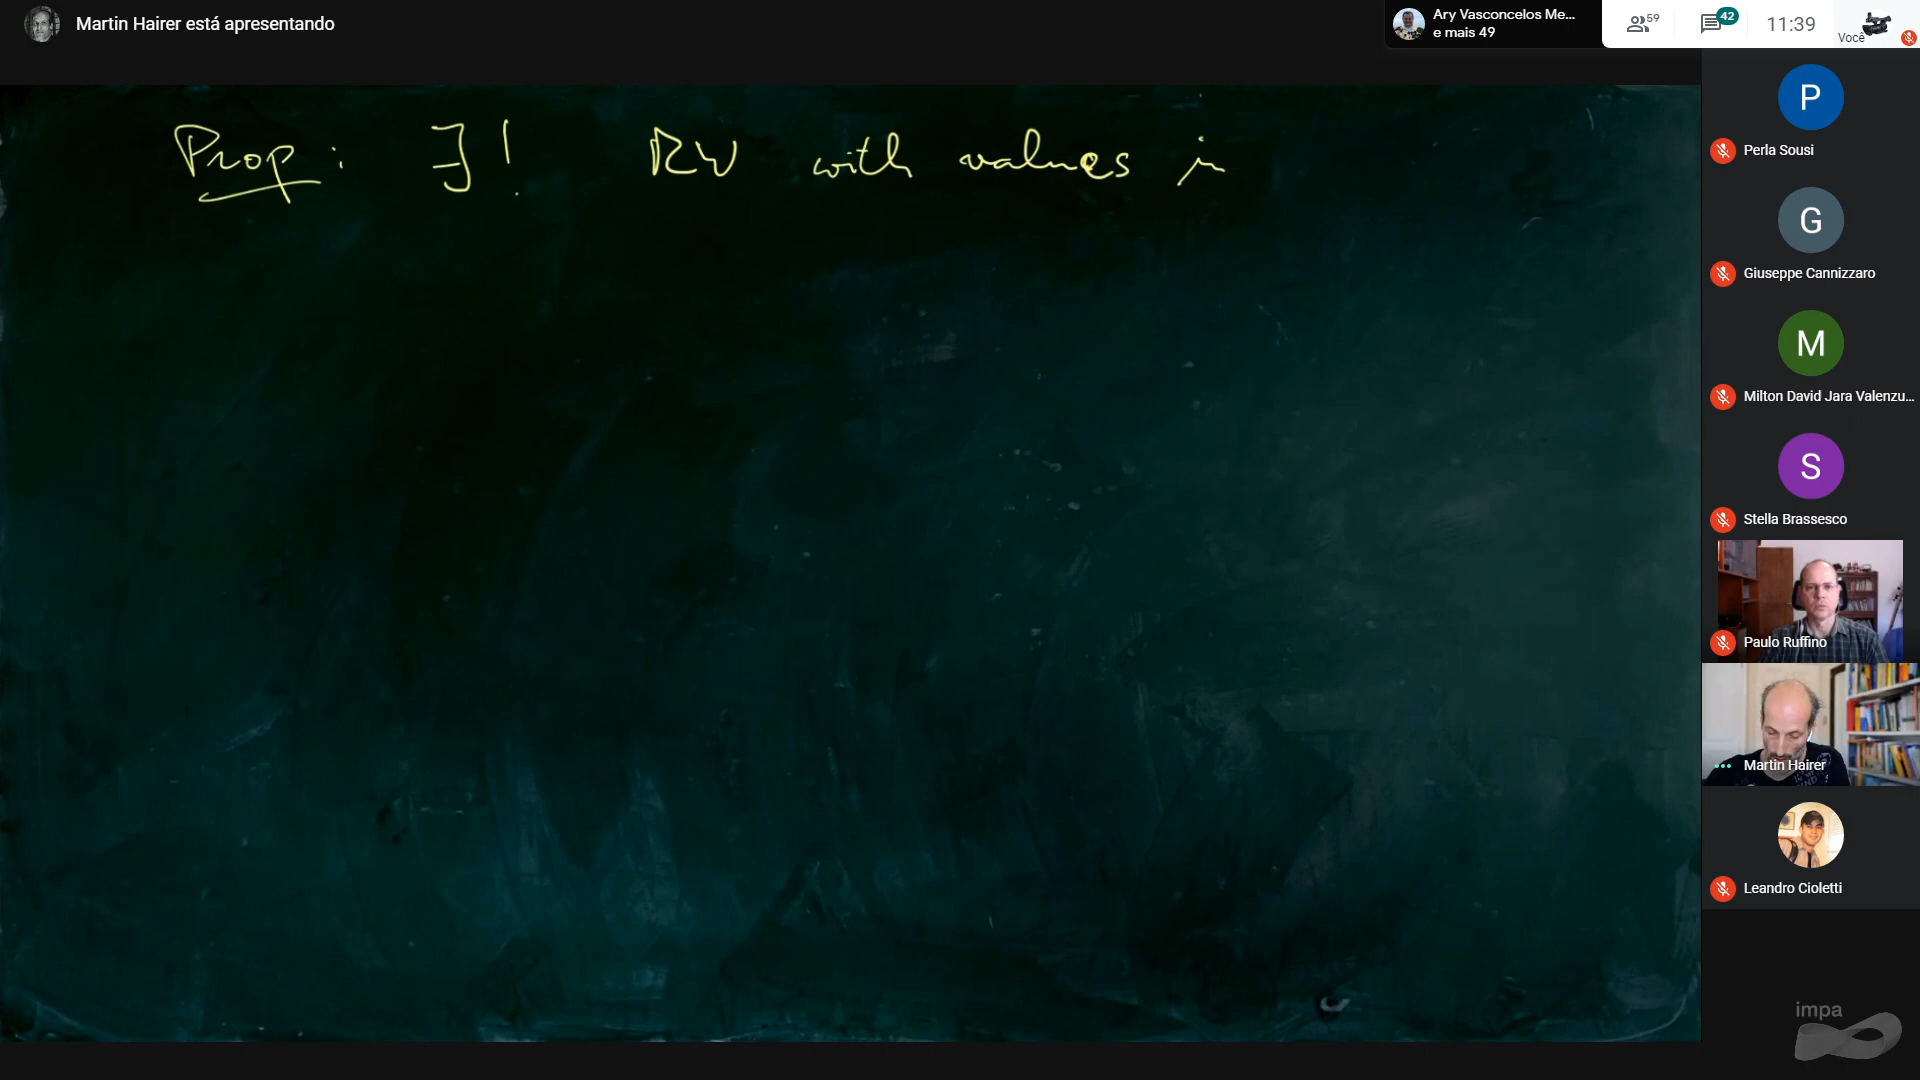 Martin Hairer está apresentando
Ary Vasconcelos Me...
e mais 49
59
42
11:39
Você
Prop: ∃! RV with values in
P
Perla Sousi
G
Giuseppe Cannizzaro
M
Milton David Jara Valenzu...
S
Stella Brassesco
Paulo Ruffino
Martin Hairer
Leandro Cioletti
impa